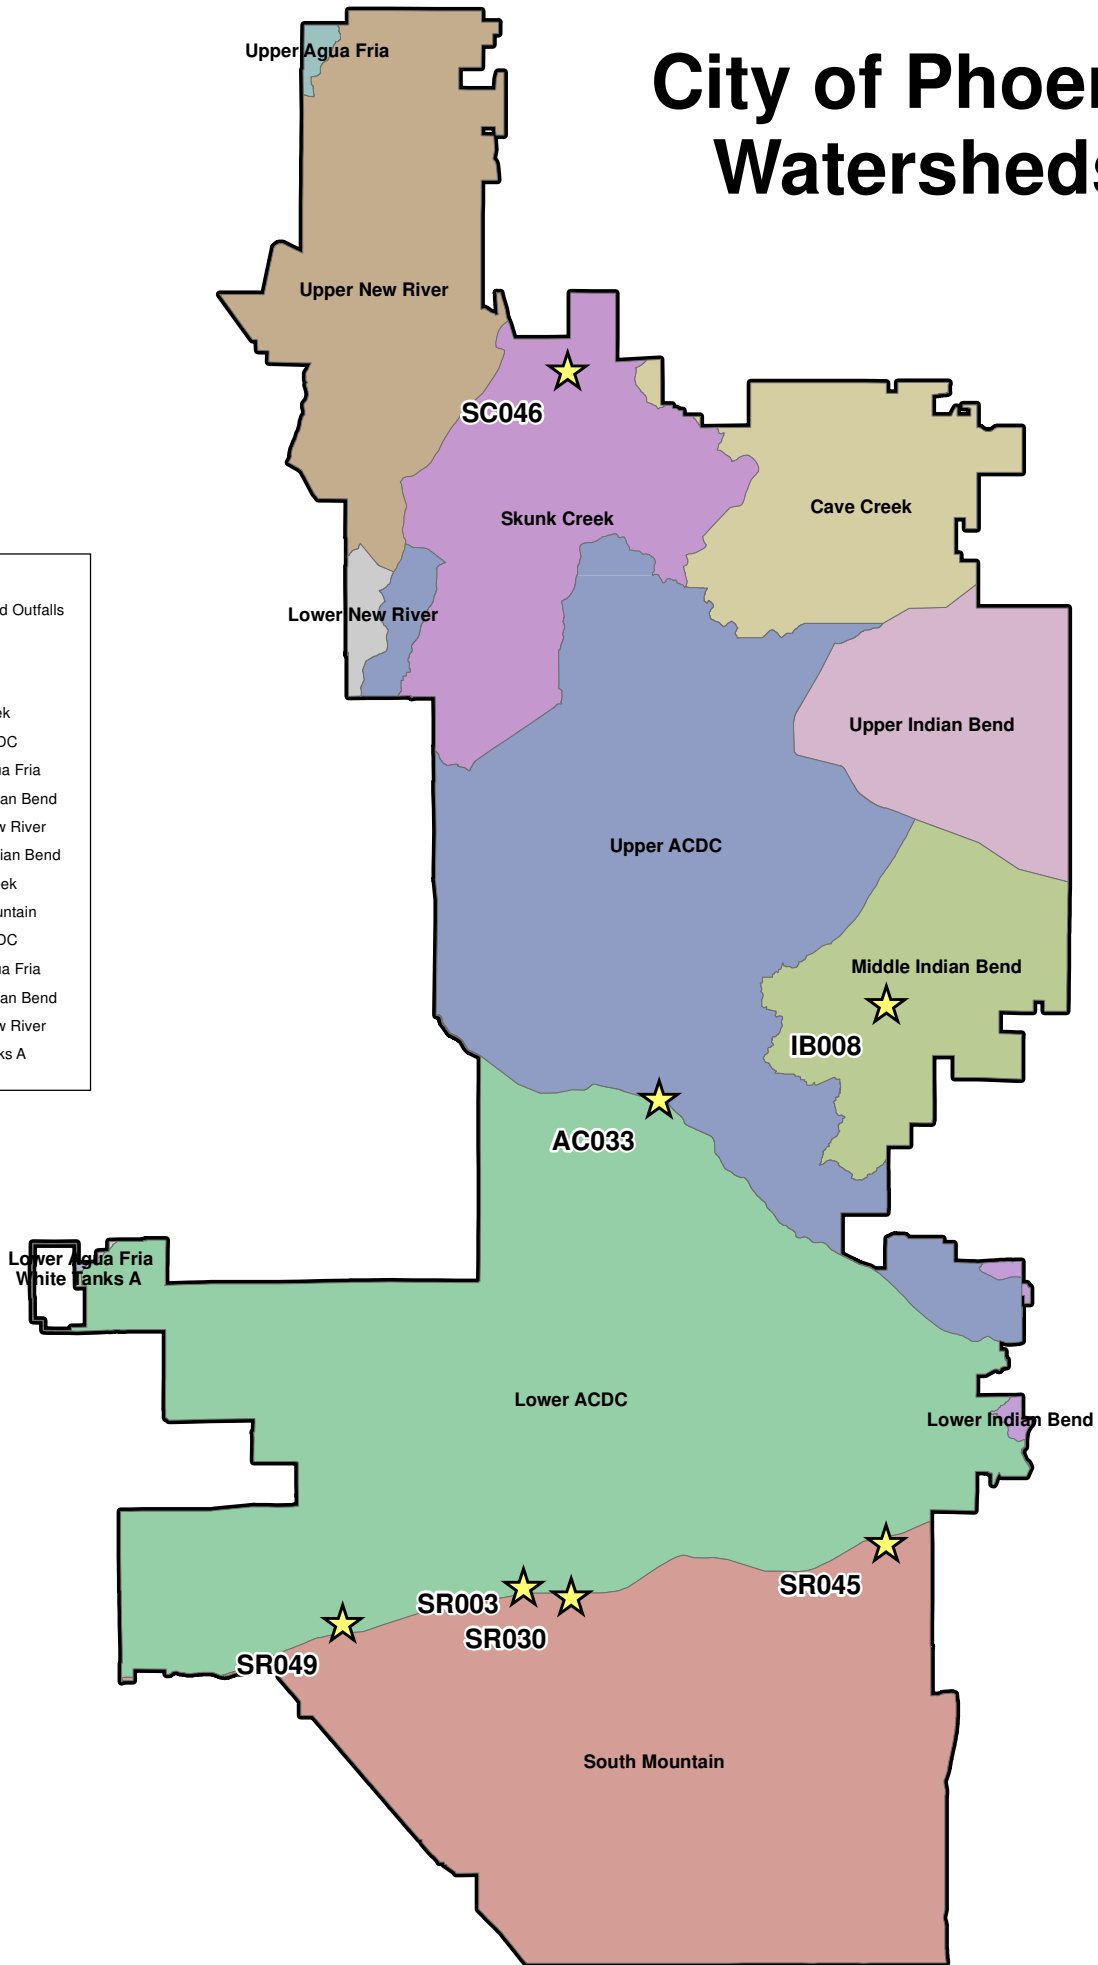 City of Phoe
Watersheds
Upper Agua Fria
Upper New River
SC046
Cave Creek
Skunk Creek
d Outfalls
Lower New River
ek
DC
ua Fria
an Bend
w River
ian Bend
ek
untain
DC
ua Fria
an Bend
w River
ks A
Upper Indian Bend
Upper ACDC
Middle Indian Bend
IB008
AC033
Lower Agua Fria
White Tanks A
Lower ACDC
Lower Indian Bend
SR045
SR003
SR030
SR049
South Mountain